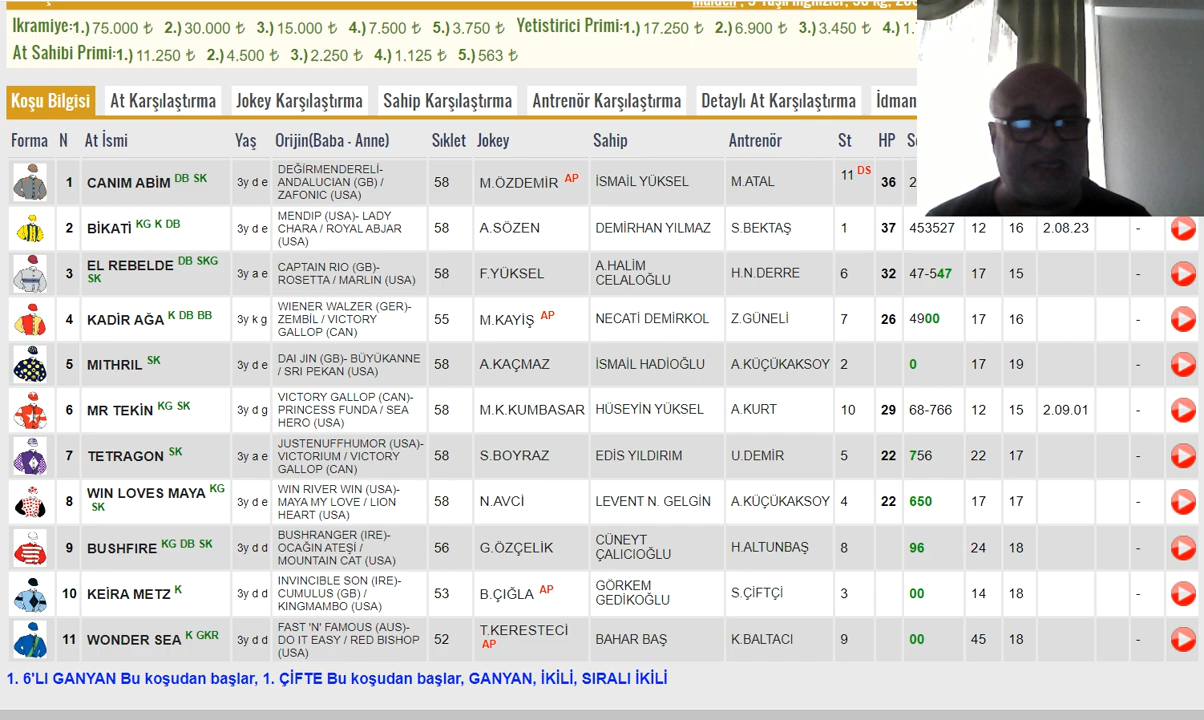 Maiden , 3 Yaşlı İngilizler, 58 kg,
İkramiye:1.) 75.000 ₺ 2.) 30.000 ₺ 3.) 15.000 ₺ 4.) 7.500 ₺ 5.) 3.750 ₺ Yetistirici Primi:1.) 17.250 ₺ 2.) 6.900 ₺ 3.) 3.450 ₺ 4.)
At Sahibi Primi:1.) 11.250 ₺ 2.) 4.500 ₺ 3.) 2.250 ₺ 4.) 1.125 ₺ 5.) 563 ₺
Koşu Bilgisi At Karşılaştırma Jokey Karşılaştırma Sahip Karşılaştırma Antrenör Karşılaştırma Detaylı At Karşılaştırma İdman
Forma N At İsmi Yaş Orijin(Baba - Anne) Sıklet Jokey Sahip Antrenör St HP
1 CANIM ABİM DB SK 3y d e DEĞİRMENDERELİ- ANDALUCIAN (GB) / ZAFONIC (USA) 58 M.ÖZDEMİR AP İSMAİL YÜKSEL M.ATAL 11 DS 36 2
2 BİKATİ KG K DB 3y d e MENDIP (USA)- LADY CHARA / ROYAL ABJAR (USA) 58 A.SÖZEN DEMİRHAN YILMAZ S.BEKTAŞ 1 37 453527 12 16 2.08.23 -
3 EL REBELDE DB SKG SK 3y a e CAPTAIN RIO (GB)- ROSETTA / MARLIN (USA) 58 F.YÜKSEL A.HALİM CELALOĞLU H.N.DERRE 6 32 47-547 17 15 -
4 KADİR AĞA K DB BB 3y k g WIENER WALZER (GER)- ZEMBİL / VICTORY GALLOP (CAN) 55 M.KAYİŞ AP NECATİ DEMİRKOL Z.GÜNELİ 7 26 4900 17 16 -
5 MITHRIL SK 3y d e DAI JIN (GB)- BÜYÜKANNE / SRI PEKAN (USA) 58 A.KAÇMAZ İSMAİL HADİOĞLU A.KÜÇÜKAKSOY 2 0 17 19 -
6 MR TEKİN KG SK 3y d g VICTORY GALLOP (CAN)- PRINCESS FUNDA / SEA HERO (USA) 58 M.K.KUMBASAR HÜSEYİN YÜKSEL A.KURT 10 29 68-766 12 15 2.09.01 -
7 TETRAGON SK 3y a e JUSTENUFFHUMOR (USA)- VICTORIUM / VICTORY GALLOP (CAN) 58 S.BOYRAZ EDIS YILDIRIM U.DEMİR 5 22 756 22 17 -
8 WIN LOVES MAYA KG SK 3y d e WIN RIVER WIN (USA)- MAYA MY LOVE / LION HEART (USA) 58 N.AVCİ LEVENT N. GELGİN A.KÜÇÜKAKSOY 4 22 650 17 17 -
9 BUSHFIRE KG DB SK 3y d d BUSHRANGER (IRE)- OCAĞIN ATEŞİ / MOUNTAIN CAT (USA) 56 G.ÖZÇELİK CÜNEYT ÇALICIOĞLU H.ALTUNBAŞ 8 96 24 18 -
10 KEİRA METZ K 3y d d INVINCIBLE SON (IRE)- CUMULUS (GB) / KINGMAMBO (USA) 53 B.ÇIĞLA AP GÖRKEM GEDİKOĞLU S.ÇİFTÇİ 3 00 14 18 -
11 WONDER SEA K GKR 3y d d FAST 'N' FAMOUS (AUS)- DO IT EASY / RED BISHOP (USA) 52 T.KERESTECİ AP BAHAR BAŞ K.BALTACI 9 00 45 18 -
1. 6'LI GANYAN Bu koşudan başlar, 1. ÇİFTE Bu koşudan başlar, GANYAN, İKİLİ, SIRALI İKİLİ